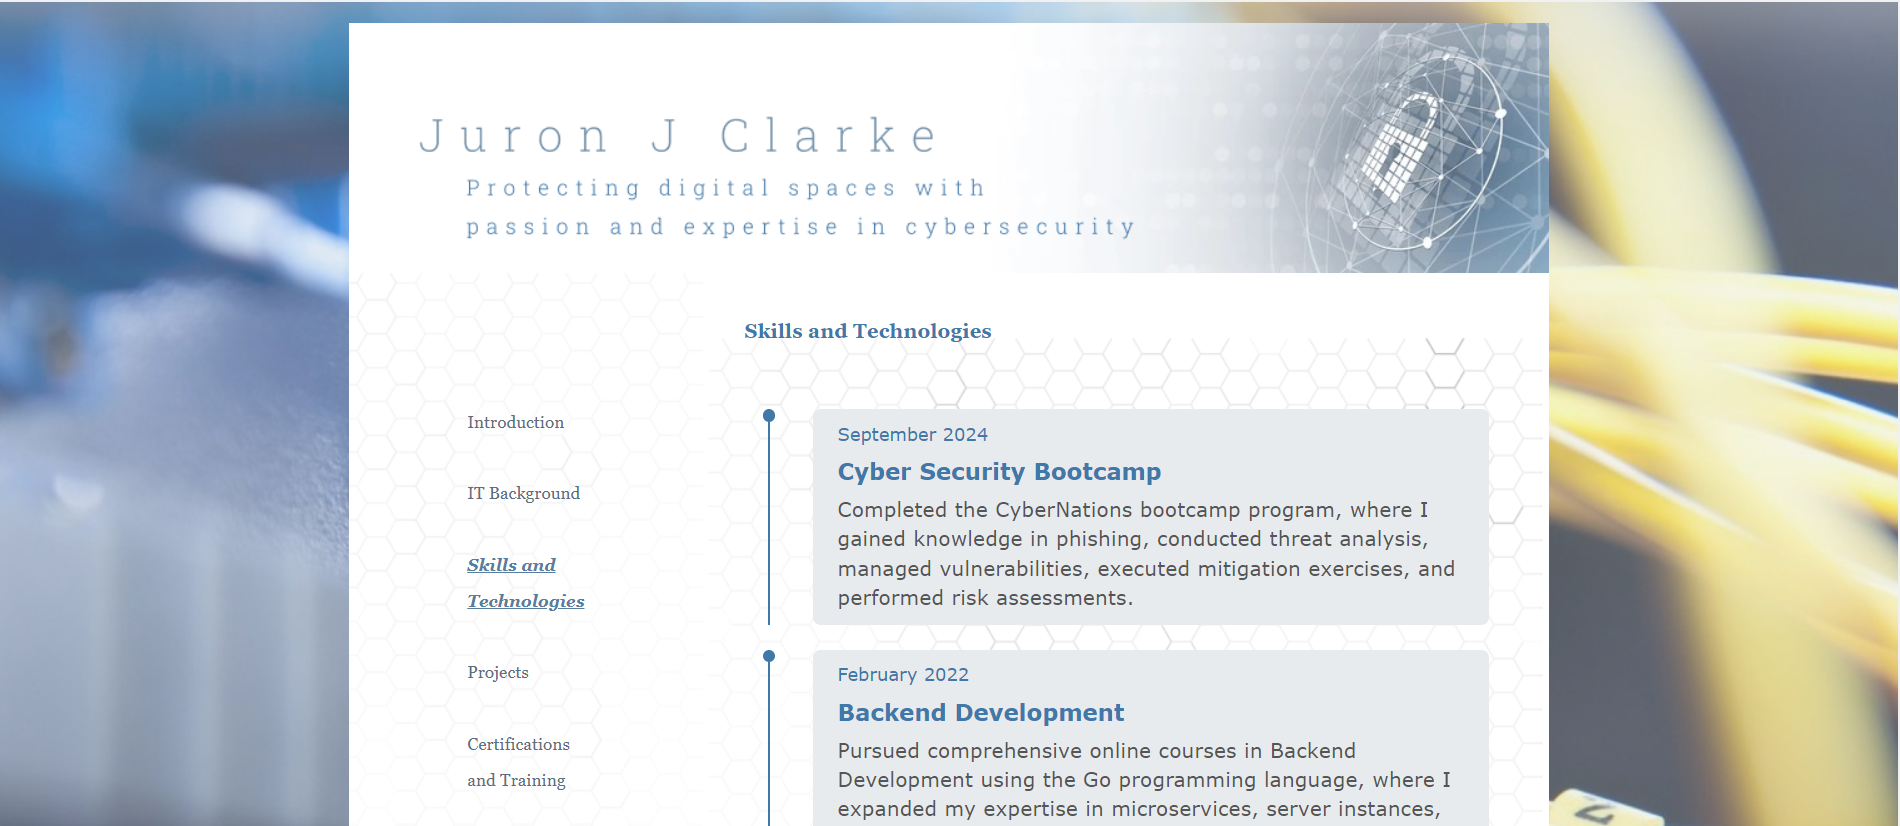 Juron J Clarke
Protecting digital spaces with
passion and expertise in cybersecurity
Introduction
IT Background
Skills and
Technologies
Projects
Certifications
and Training
Skills and Technologies
September 2024
Cyber Security Bootcamp
Completed the CyberNations bootcamp program, where I
gained knowledge in phishing, conducted threat analysis,
managed vulnerabilities, executed mitigation exercises, and
performed risk assessments.
February 2022
Backend Development
Pursued comprehensive online courses in Backend
Development using the Go programming language, where I
expanded my expertise in microservices, server instances,